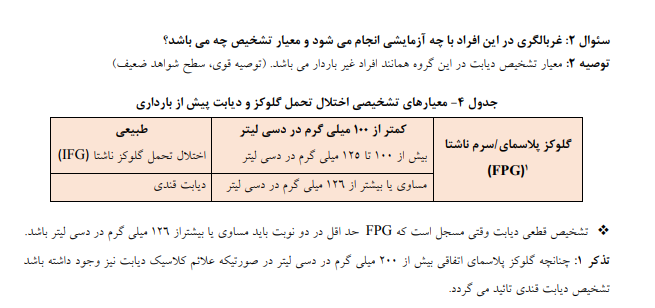 سئوال ۲: غربالگری در این افراد با چه آزمایشی انجام می شود و معیار تشخیص چه می باشد؟
توصیه ۲: معیار تشخیص دیابت در این گروه همانند افراد غیر باردار می باشد. (توصیه قوی، سطح شواهد ضعیف)
جدول ۴- معیارهای تشخیصی اختلال تحمل گلوکز و دیابت پیش از بارداری
گلوکز پلاسمای/سرم ناشتا
(FPG)۱
کمتر از ۱۰۰ میلی گرم در دسی لیتر طبیعی
بیش از ۱۰۰ تا ۱۲۵ میلی گرم در دسی لیتر اختلال تحمل گلوکز ناشتا (IFG)
مساوی یا بیشتر از ۱۲۶ میلی گرم در دسی لیتر دیابت قندی
❖ تشخیص قطعی دیابت وقتی مسجل است که FPG حد اقل در دو نوبت باید مساوی یا بیشتراز ۱۲۶ میلی گرم در دسی لیتر باشد.
تذکر ۱: چنانچه گلوکز پلاسمای اتفاقی بیش از ۲۰۰ میلی گرم در دسی لیتر در صورتیکه علائم کلاسیک دیابت نیز وجود داشته باشد
تشخیص دیابت قندی تائید می گردد.